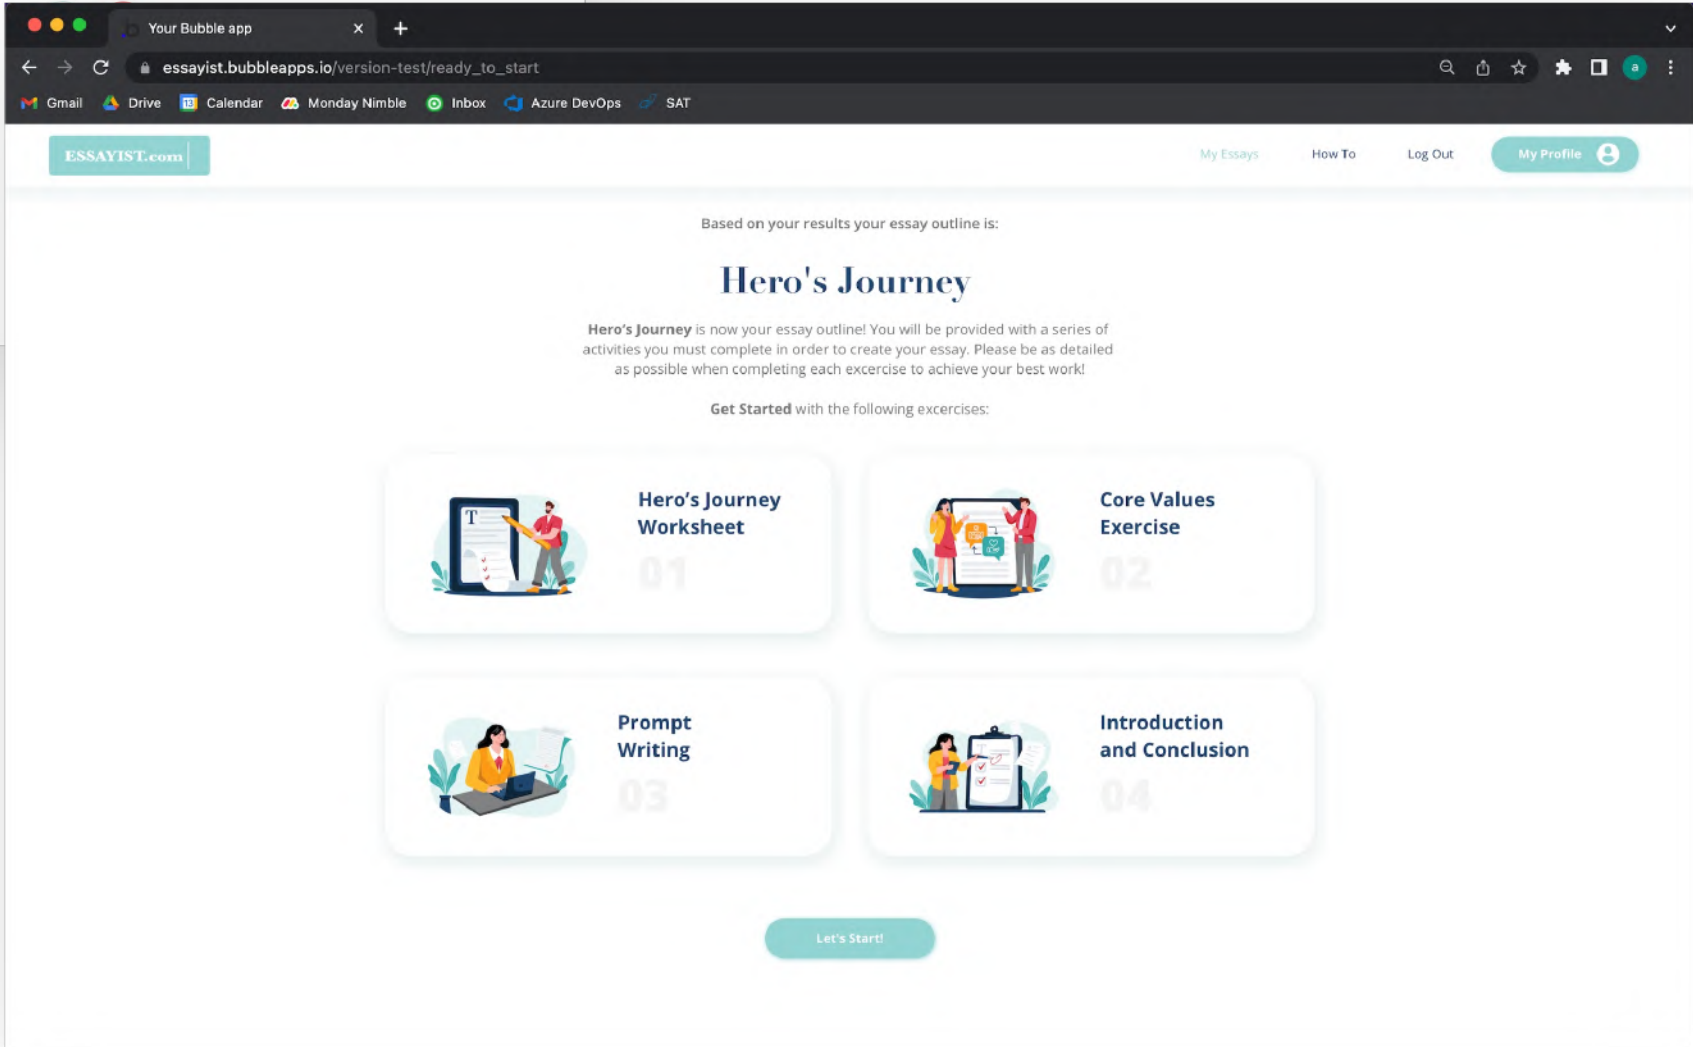 Your Bubble app
essayist.bubbleapps.io/version-test/ready_to_start
a
Gmail Drive 13 Calendar Monday Nimble Inbox Azure DevOps SAT
ESSAYIST.com My Essays How To Log Out My Profile
Based on your results your essay outline is:
Hero's Journey
Hero's Journey is now your essay outline! You will be provided with a series of
activities you must complete in order to create your essay. Please be as detailed
as possible when completing each excercise to achieve your best work!
Get Started with the following excercises:
T
Hero's Journey
Worksheet
01
Core Values
Exercise
02
Prompt
Writing
03
T
Introduction
and Conclusion
04
Let's Start!